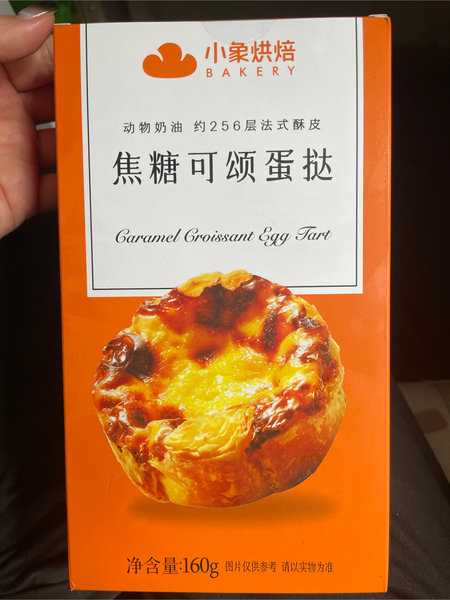 小象烘焙
BAKERY
动物奶油 约256层法式酥皮
焦糖可颂蛋挞
Caramel Croissant Egg Tart
净含量:160g 图片仅供参考 请以实物为准